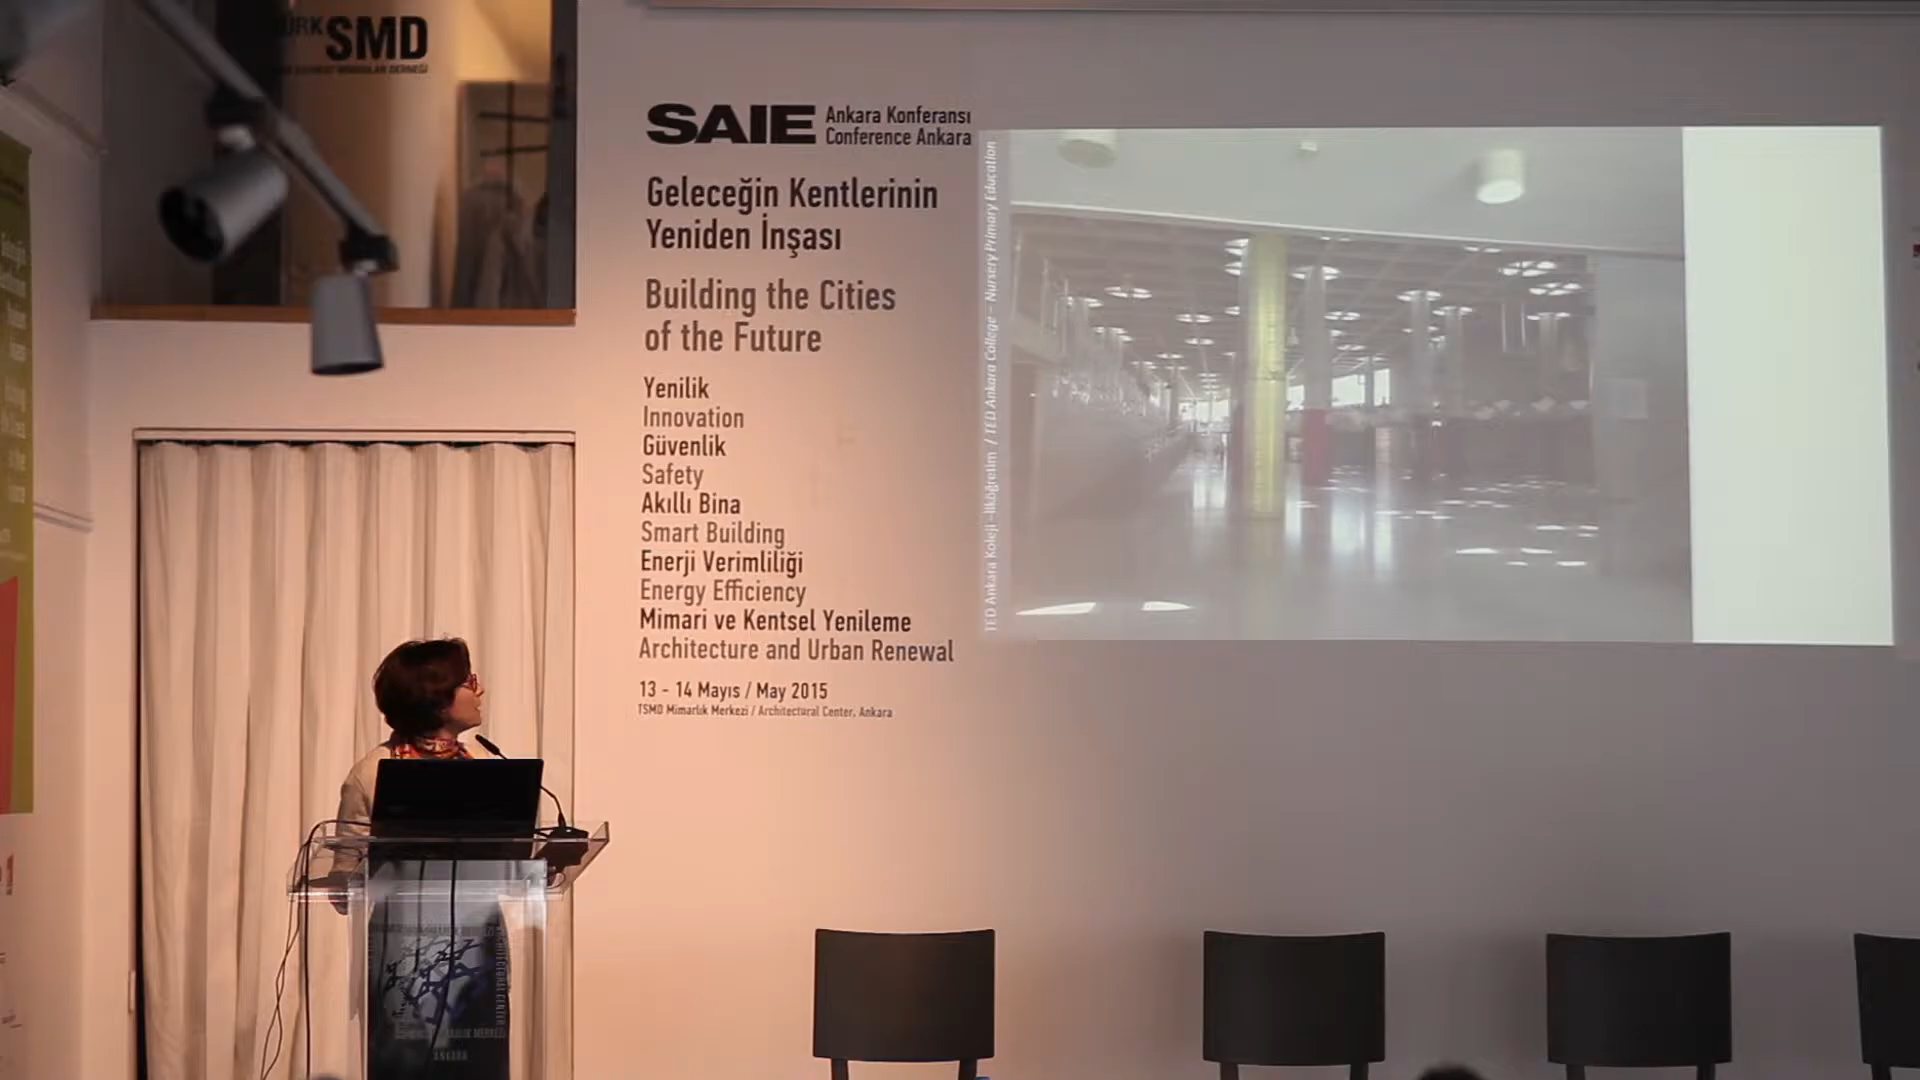 SMD
SAIE
Ankara Konferansı
Conference Ankara
Geleceğin Kentlerinin
Yeniden İnşası
Building the Cities
of the Future
Yenilik
Innovation
Güvenlik
Safety
Akıllı Bina
Smart Building
Enerji Verimliliği
Energy Efficiency
Mimari ve Kentsel Yenileme
Architecture and Urban Renewal
13 - 14 Mayıs / May 2015
TSMD Mimarlık Merkezi / Architectural Center, Ankara
TED Ankara Koleji - İlköğretim / TED Ankara College - Nursery Primary Education
ANKARA